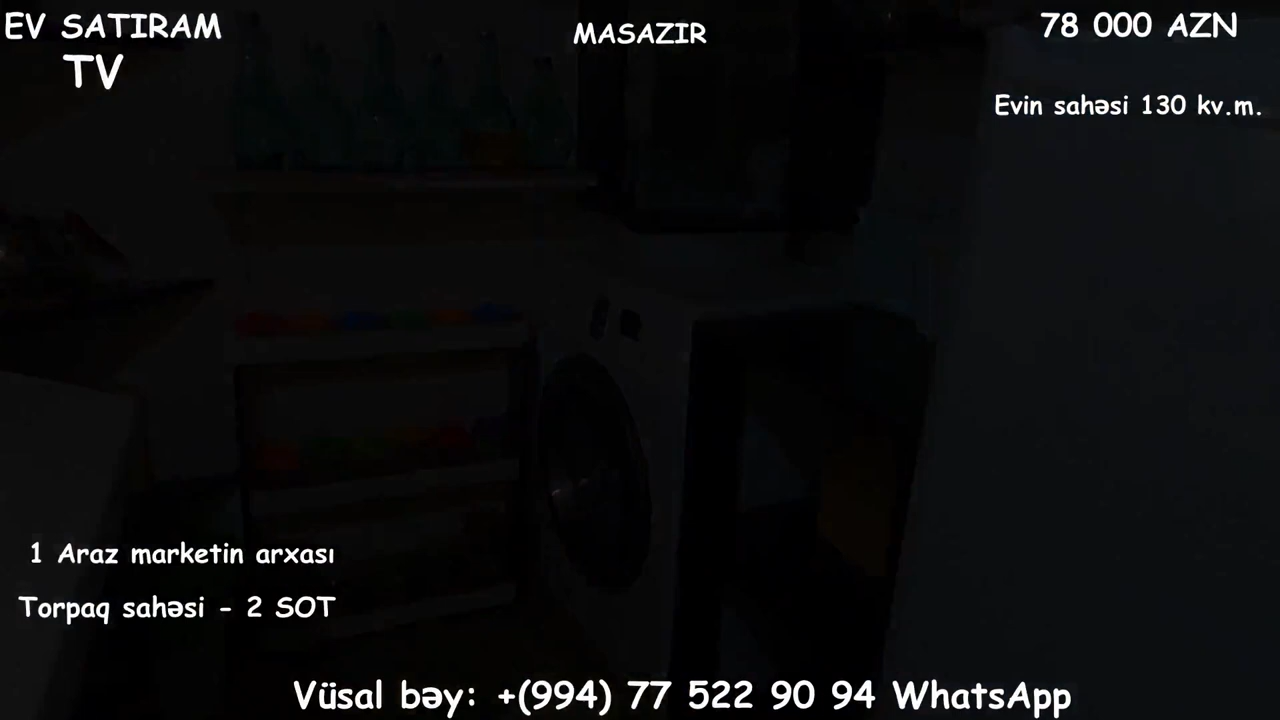 EV SATIRAM
TV
MASAZIR
78 000 AZN
Evin sahəsi 130 kv.m.
1 Araz marketin arxası
Torpaq sahəsi - 2 SOT
Vüsal bəy: +(994) 77 522 90 94 WhatsApp